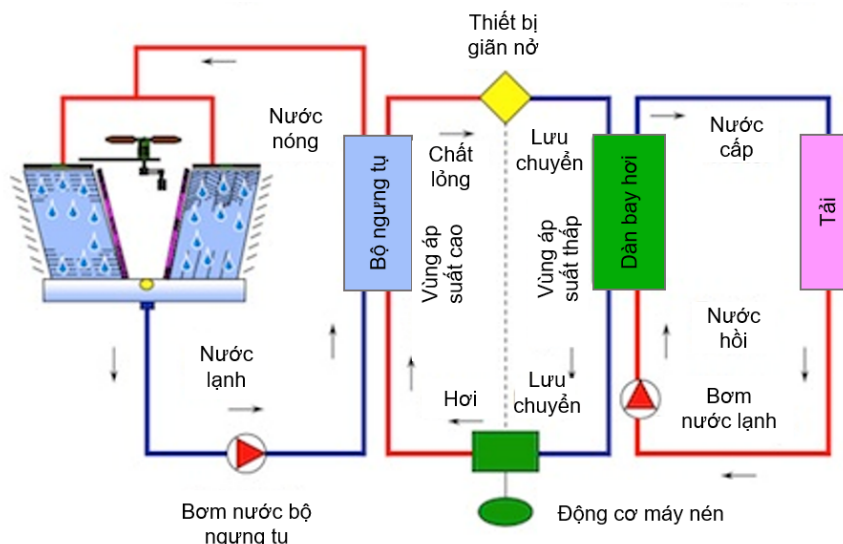 Thiết bị
giãn nở
Nước
nóng
Chất
lỏng
Lưu
chuyển
Nước
cấp
Bộ ngưng tụ
Vùng áp
suất cao
Vùng áp
suất thấp
Dàn bay hơi
Tải
Nước
lạnh
Hơi
Lưu
chuyển
Nước
hồi
Bơm
nước lạnh
Bơm nước bộ
ngưng tụ
Động cơ máy nén